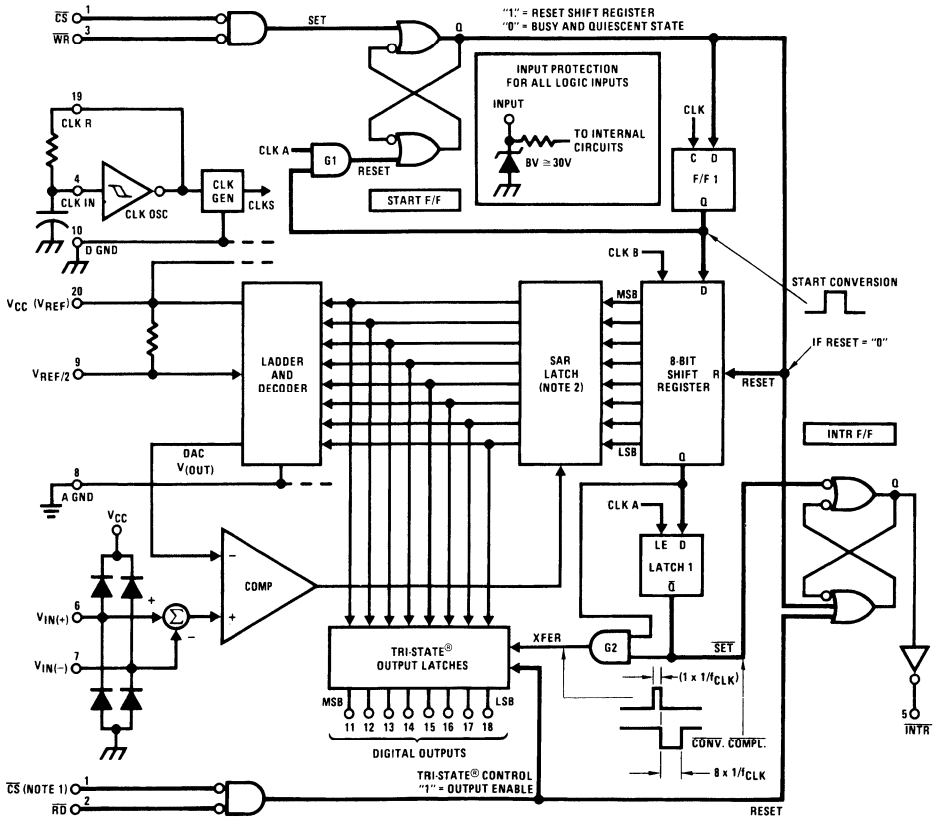 CS 1
WR 3
SET
Q
"1" = RESET SHIFT REGISTER
"0" = BUSY AND QUIESCENT STATE
INPUT PROTECTION
FOR ALL LOGIC INPUTS
INPUT
TO INTERNAL
CIRCUITS
BV ≅ 30V
CLK
C D
F/F 1
Q
19
CLK R
4
CLK IN
CLK OSC
CLK
GEN
CLKS
10
D GND
CLK A
G1
RESET
START F/F
CLK B
START CONVERSION
20
VCC (VREF)
9
VREF/2
LADDER
AND
DECODER
MSB
LSB
SAR
LATCH
(NOTE 2)
D
8-BIT
SHIFT
REGISTER
R
Q
RESET
IF RESET = "0"
INTR F/F
DAC
V(OUT)
8
A GND
VCC
CLK A
LE D
LATCH 1
Q
Q
COMP
–
+
6
VIN(+)
+
Σ
–
7
VIN(–)
TRI-STATE®
OUTPUT LATCHES
XFER
G2
SET
(1 x 1/fCLK)
MSB
LSB
11 12 13 14 15 16 17 18
DIGITAL OUTPUTS
CONV. COMPL.
8 x 1/fCLK
5
INTR
CS (NOTE 1) 1
RD 2
TRI-STATE® CONTROL
"1" = OUTPUT ENABLE
RESET